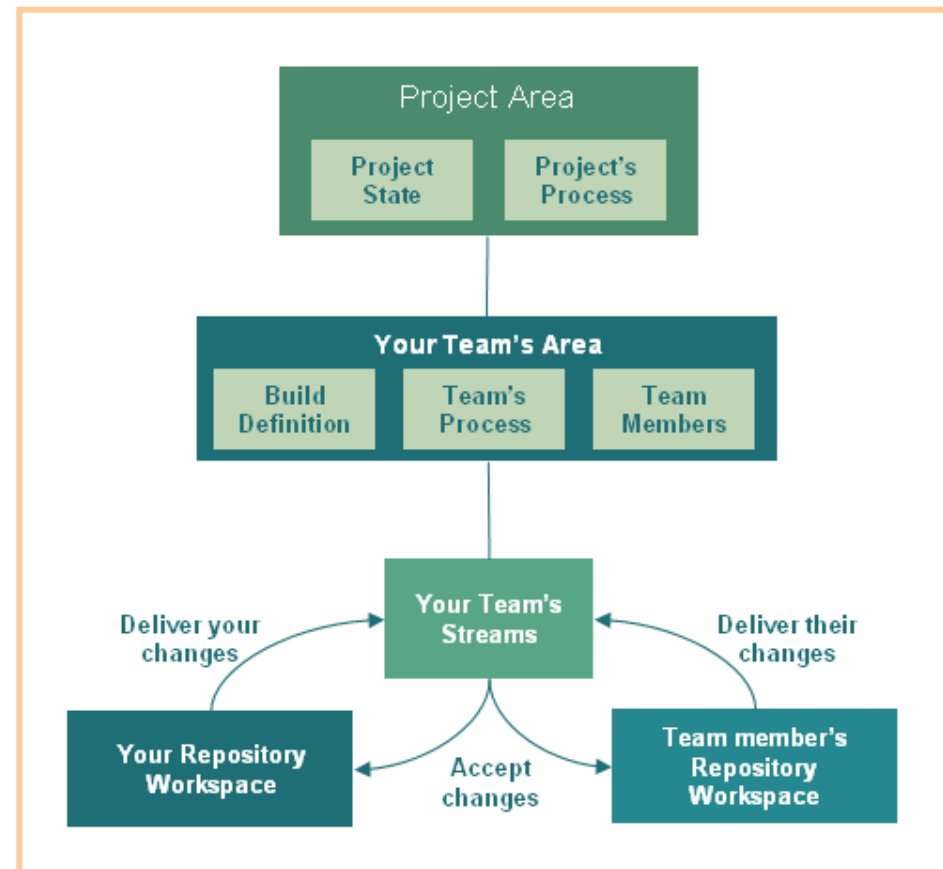 Project Area
Project
State
Project's
Process
Your Team's Area
Build
Definition
Team's
Process
Team
Members
Your Team's
Streams
Deliver your
changes
Deliver their
changes
Your Repository
Workspace
Accept
changes
Team member's
Repository
Workspace